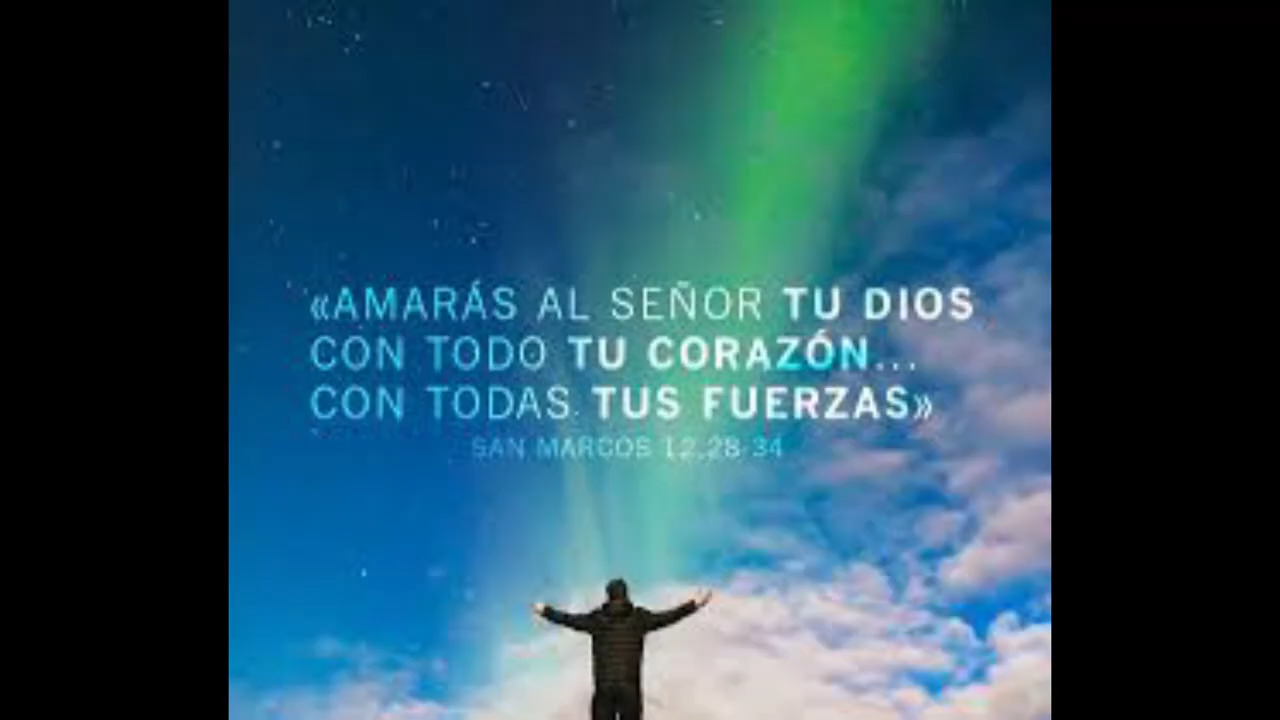 «AMARÁS AL SEÑOR TU DIOS
CON TODO TU CORAZÓN...
CON TODAS TUS FUERZAS»
SAN MARCOS 12,28-34